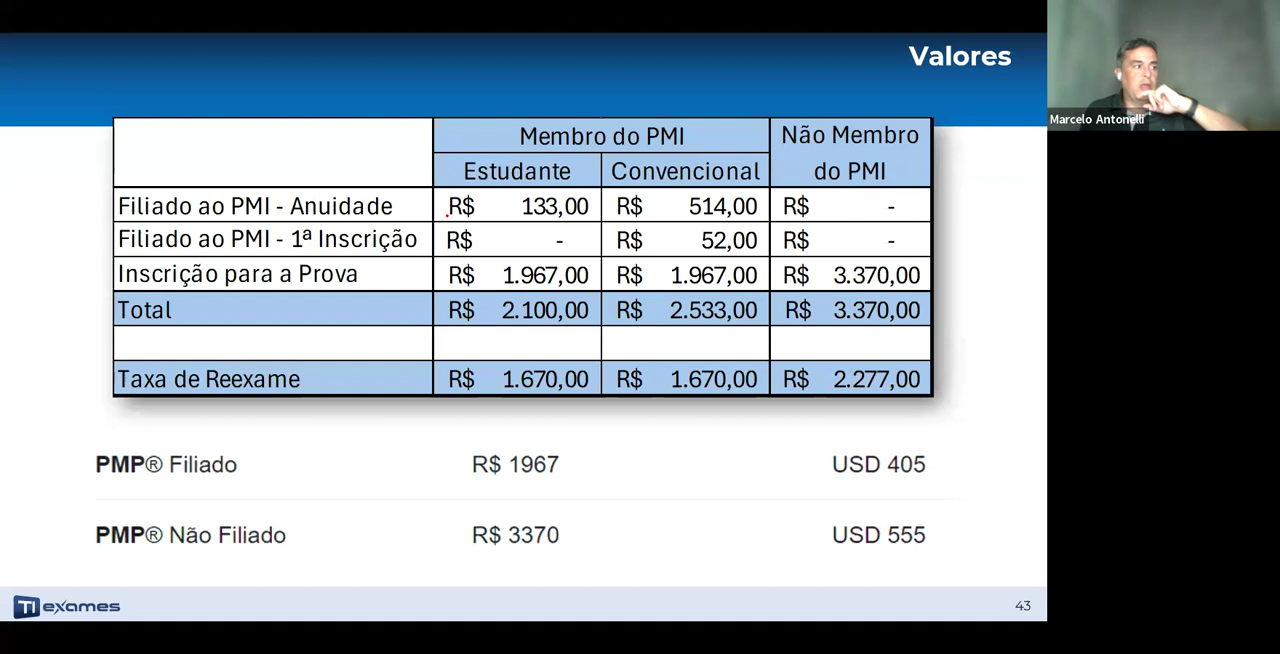 Valores
Marcelo Antonelli
Membro do PMI
Não Membro do PMI
Estudante
Convencional
Filiado ao PMI - Anuidade R$ 133,00 R$ 514,00 R$ -
Filiado ao PMI - 1ª Inscrição R$ - R$ 52,00 R$ -
Inscrição para a Prova R$ 1.967,00 R$ 1.967,00 R$ 3.370,00
Total R$ 2.100,00 R$ 2.533,00 R$ 3.370,00
Taxa de Reexame R$ 1.670,00 R$ 1.670,00 R$ 2.277,00
PMP® Filiado R$ 1967 USD 405
PMP® Não Filiado R$ 3370 USD 555
TI exames
43